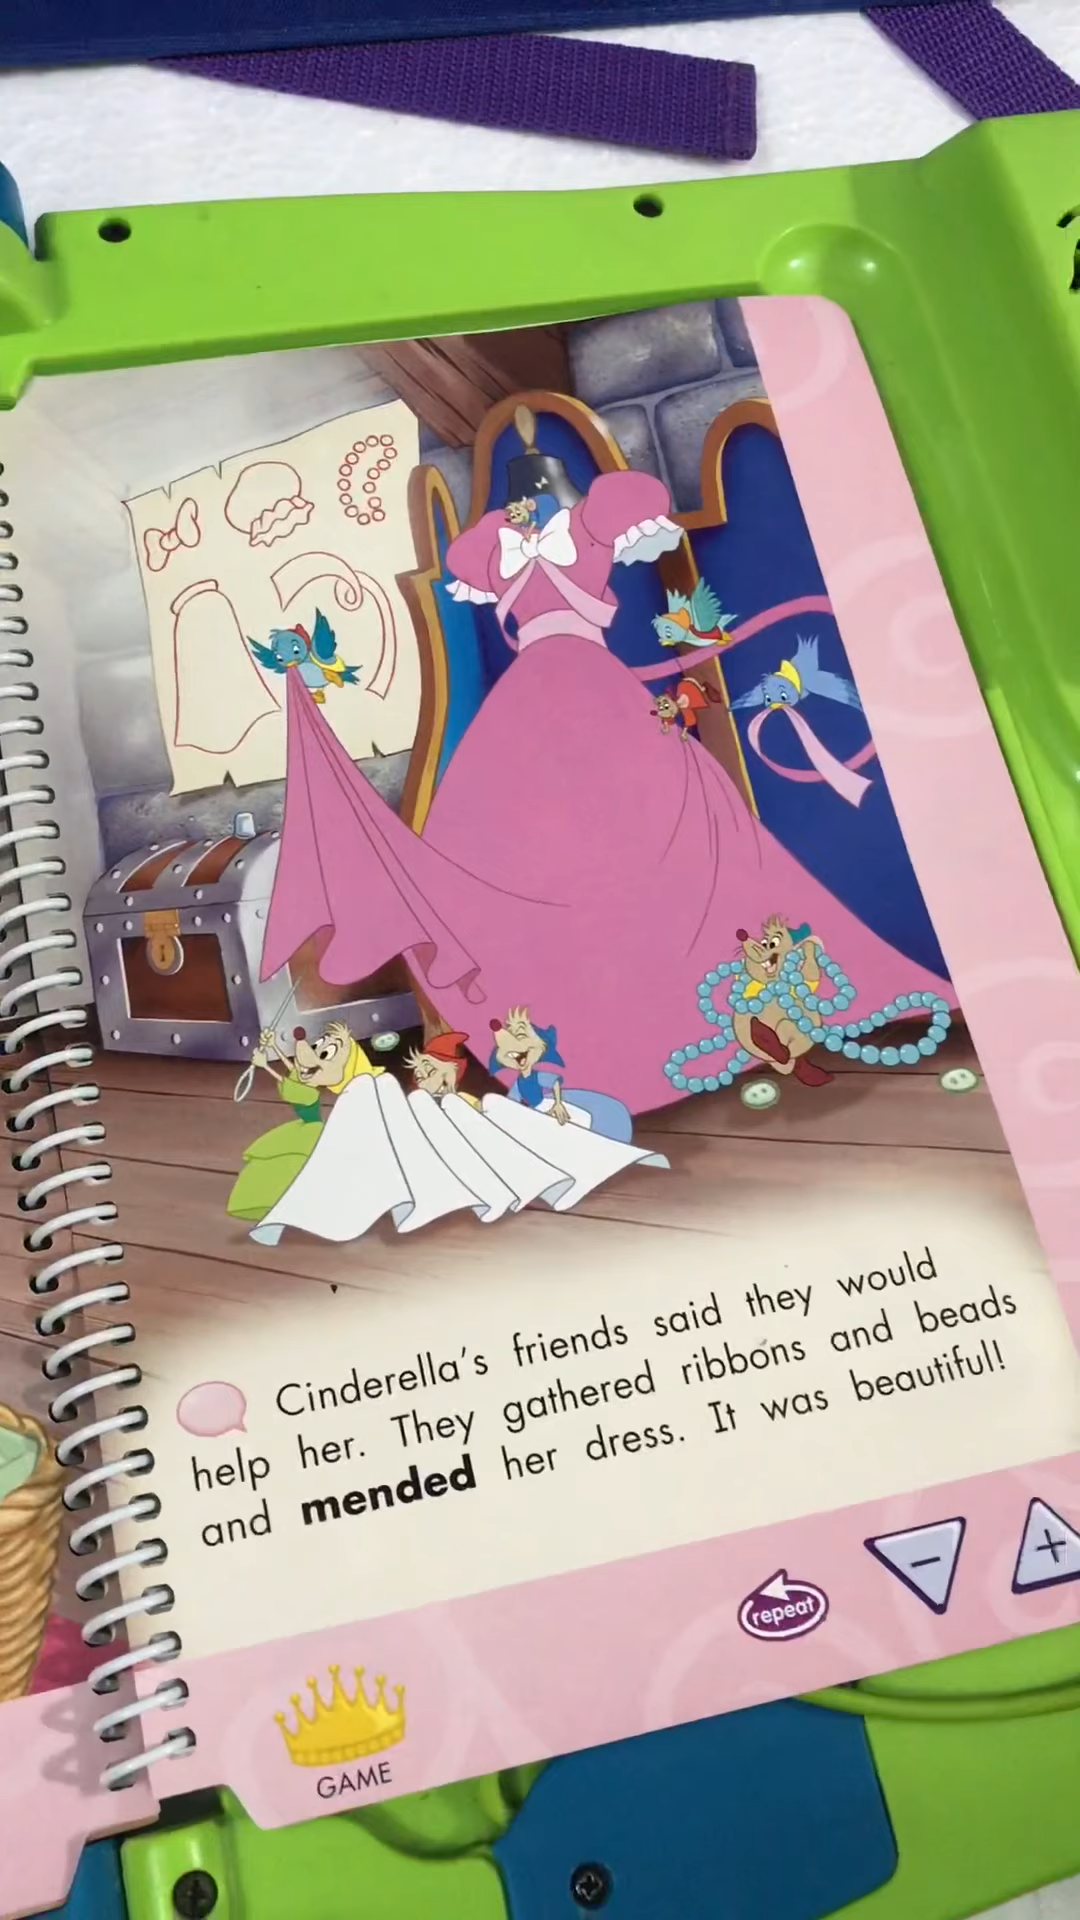 Cinderella's friends said they would
help her. They gathered ribbons and beads
and mended her dress. It was beautiful!
repeat
− +
GAME